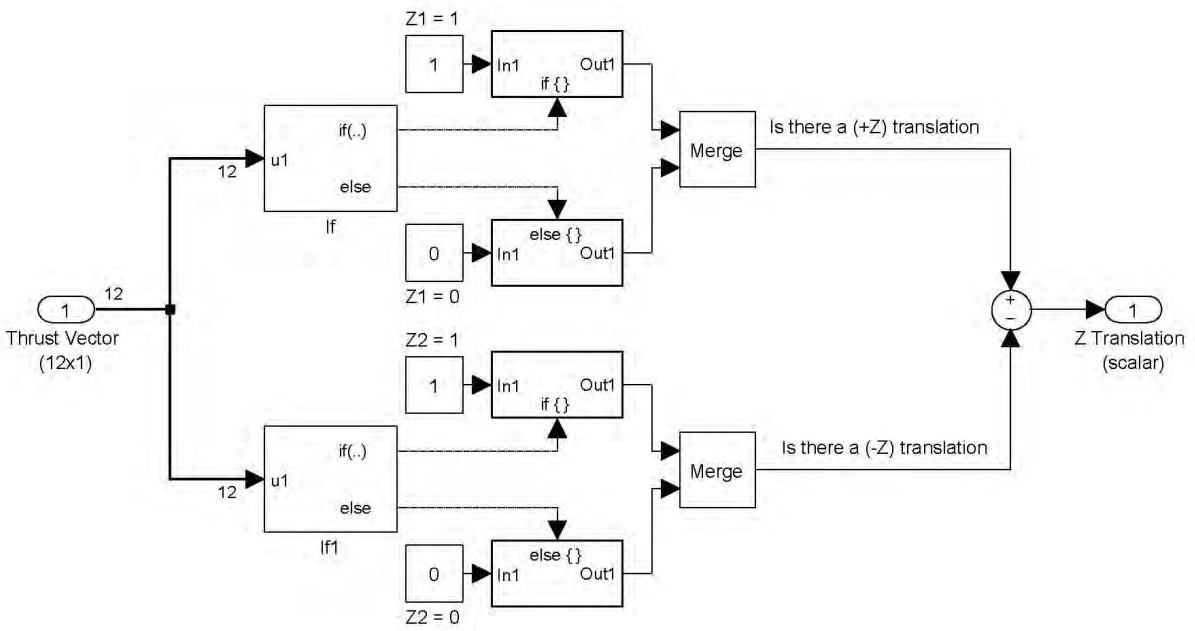 Z1 = 1
1
In1
Out1
if { }
if(..)
u1
12
else
If
Merge
Is there a (+Z) translation
else { }
0
In1
Out1
Z1 = 0
12
1
Thrust Vector
(12x1)
+
−
1
Z Translation
(scalar)
Z2 = 1
1
In1
Out1
if { }
if(..)
u1
12
else
If1
Merge
Is there a (-Z) translation
else { }
0
In1
Out1
Z2 = 0